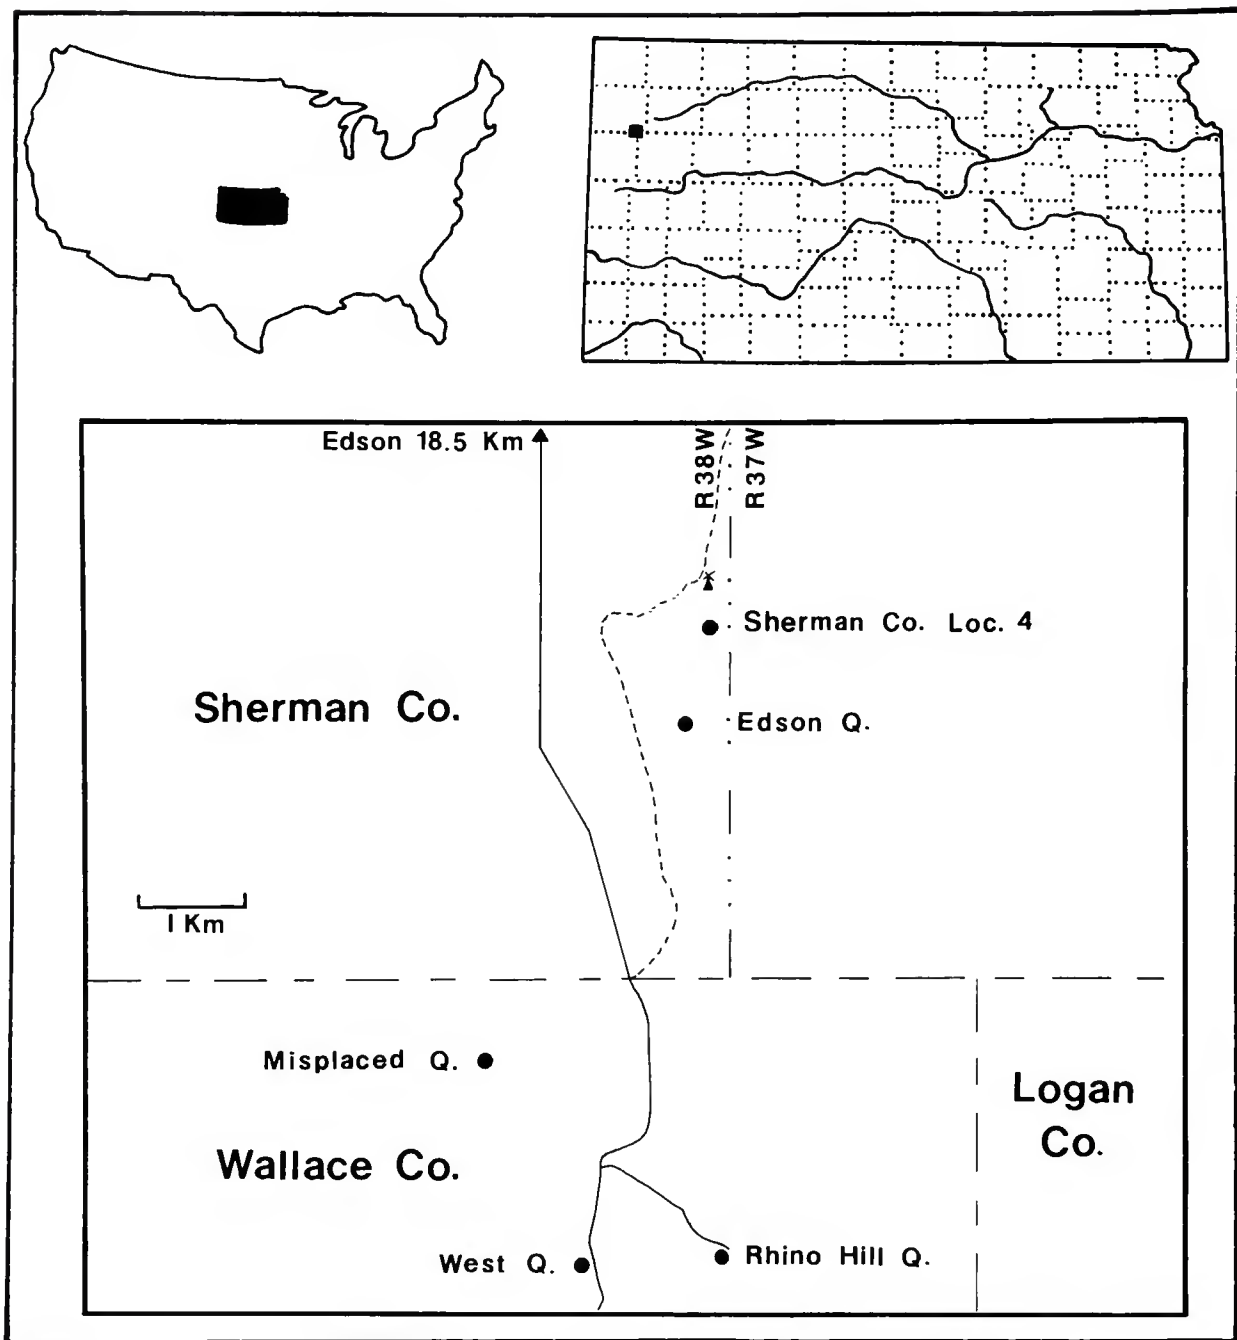 Edson 18.5 Km
R38W
R37W
Sherman Co. Loc. 4
Sherman Co.
Edson Q.
1 Km
Misplaced Q.
Logan
Co.
Wallace Co.
West Q.
Rhino Hill Q.